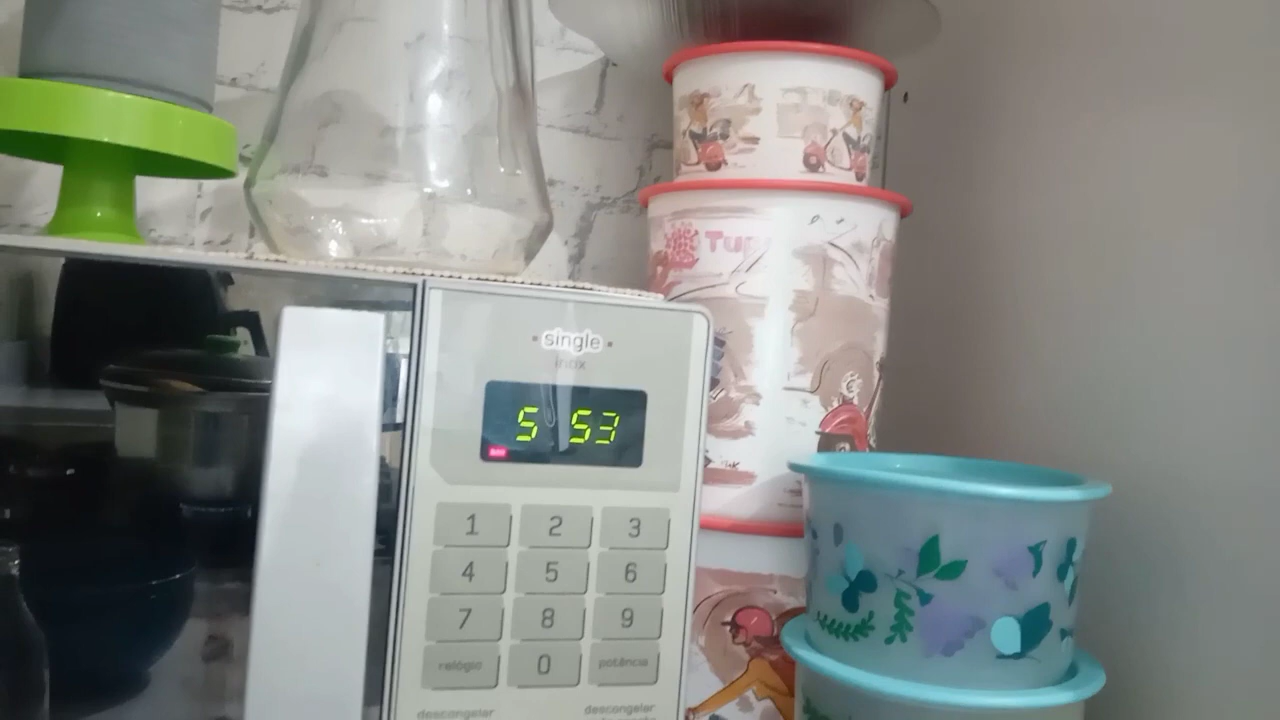 Tup
single
inox
5 53
1 2 3
4 5 6
7 8 9
relógio 0 potência
descongelar descongelar